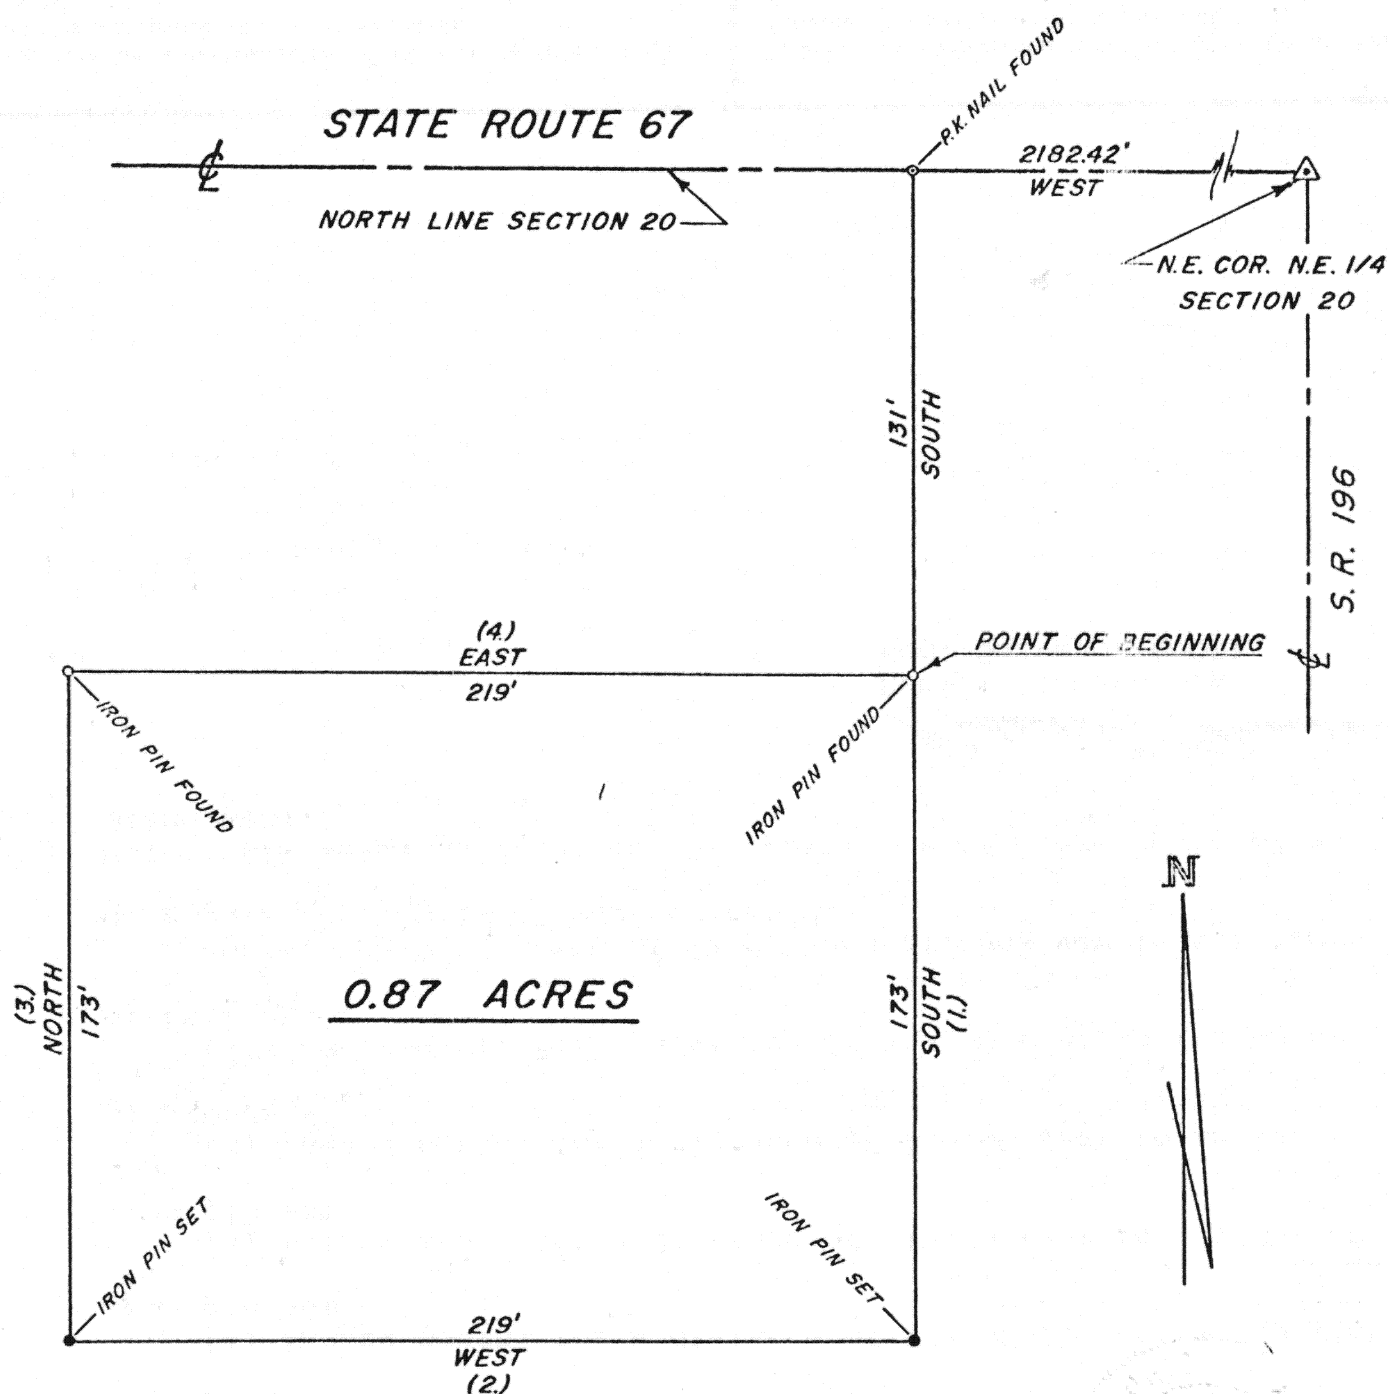 P.K. NAIL FOUND
STATE ROUTE 67
℄
2182.42'
WEST
NORTH LINE SECTION 20
N.E. COR. N.E. 1/4
SECTION 20
131'
SOUTH
S. R. 196
(4.)
EAST
219'
POINT OF BEGINNING
℄
IRON PIN FOUND
IRON PIN FOUND
N
0.87 ACRES
(3.)
NORTH
173'
173'
SOUTH
(1.)
IRON PIN SET
IRON PIN SET
219'
WEST
(2.)